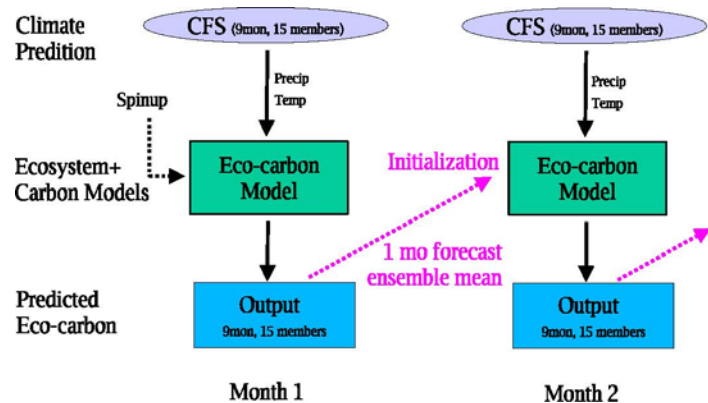 Climate
Predition
CFS (9mon, 15 members)
CFS (9mon, 15 members)
Precip
Temp
Precip
Temp
Spinup
Ecosystem+
Carbon Models
Eco-carbon
Model
Initialization
Eco-carbon
Model
1 mo forecast
ensemble mean
Predicted
Eco-carbon
Output
9mon, 15 members
Output
9mon, 15 members
Month 1
Month 2